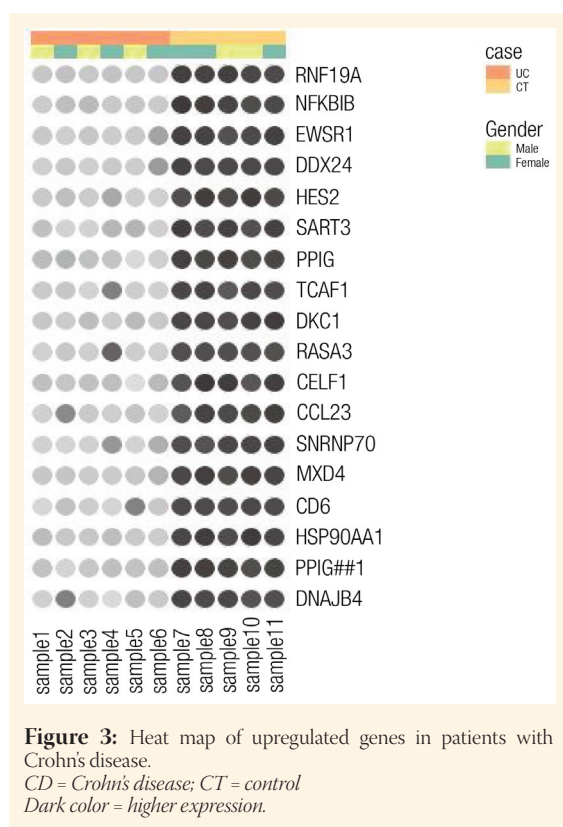 case
UC
CT
Gender
Male
Female
RNF19A
NFKBIB
EWSR1
DDX24
HES2
SART3
PPIG
TCAF1
DKC1
RASA3
CELF1
CCL23
SNRNP70
MXD4
CD6
HSP90AA1
PPIG##1
DNAJB4
sample1
sample2
sample3
sample4
sample5
sample6
sample7
sample8
sample9
sample10
sample11
Figure 3: Heat map of upregulated genes in patients with
Crohn's disease.
CD = Crohn's disease; CT = control
Dark color = higher expression.